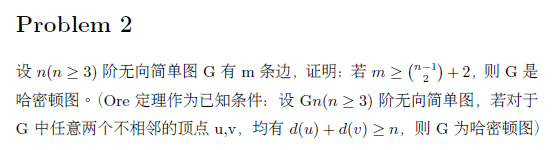 Problem 2
设 n(n ≥ 3) 阶无向简单图 G 有 m 条边，证明：若 m ≥ \binom{n-1}{2} + 2，则 G 是
哈密顿图。(Ore 定理作为已知条件：设 Gn(n ≥ 3) 阶无向简单图，若对于
G 中任意两个不相邻的顶点 u,v，均有 d(u) + d(v) ≥ n，则 G 为哈密顿图)